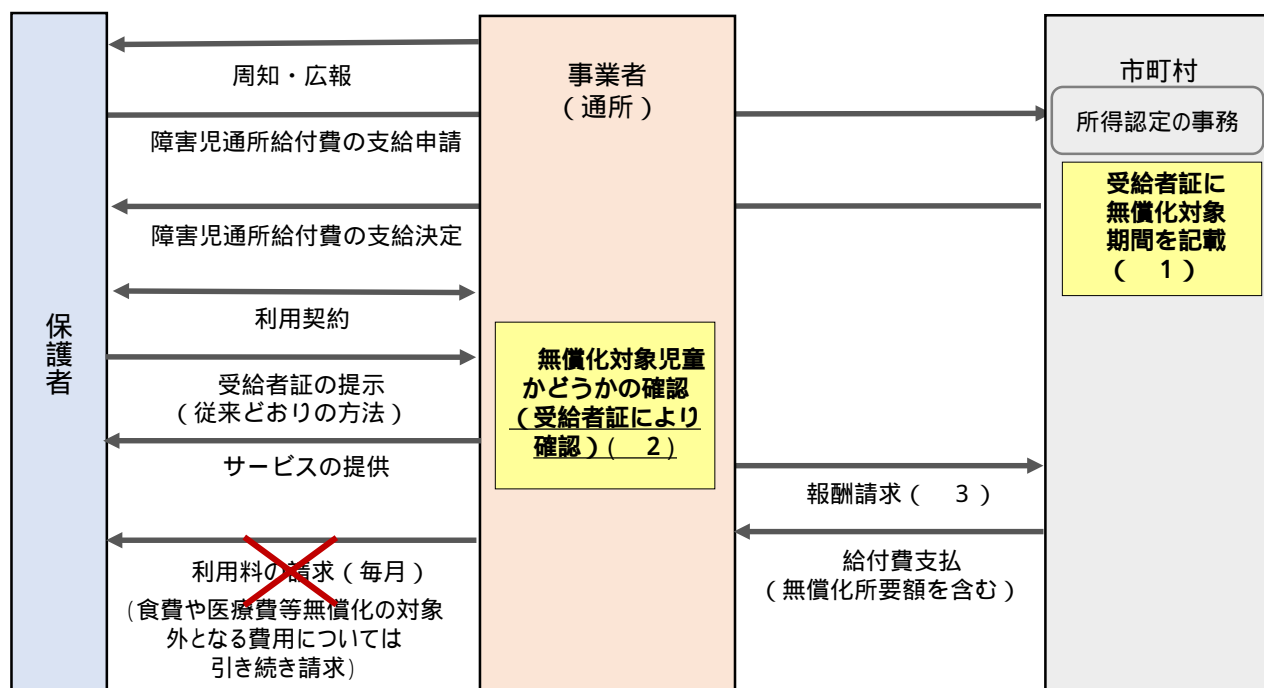 保護者
周知・広報
障害児通所給付費の支給申請
障害児通所給付費の支給決定
利用契約
受給者証の提示
（従来どおりの方法）
サービスの提供
利用料の請求（毎月）
(食費や医療費等無償化の対象
外となる費用については
引き続き請求)
事業者
（通所）
無償化対象児童
かどうかの確認
（受給者証により
確認）(　2)
報酬請求（　3）
給付費支払
（無償化所要額を含む）
市町村
所得認定の事務
受給者証に
無償化対象
期間を記載
（　1）